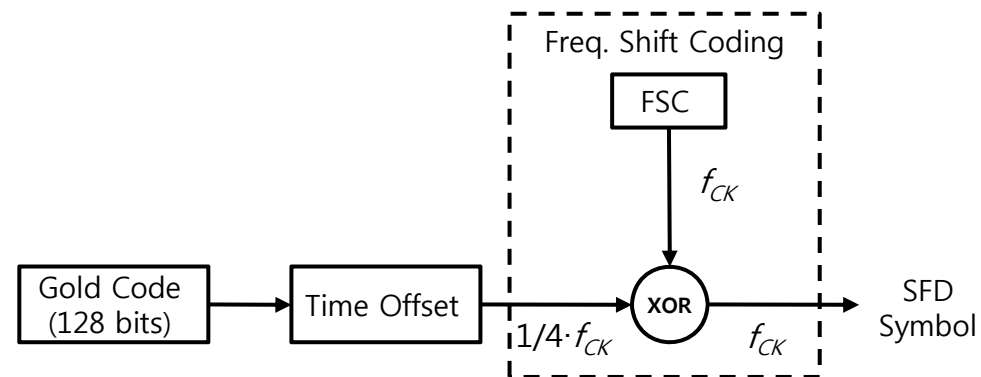 Freq. Shift Coding
FSC
f_CK
Gold Code
(128 bits)
Time Offset
XOR
SFD
Symbol
1/4·f_CK
f_CK